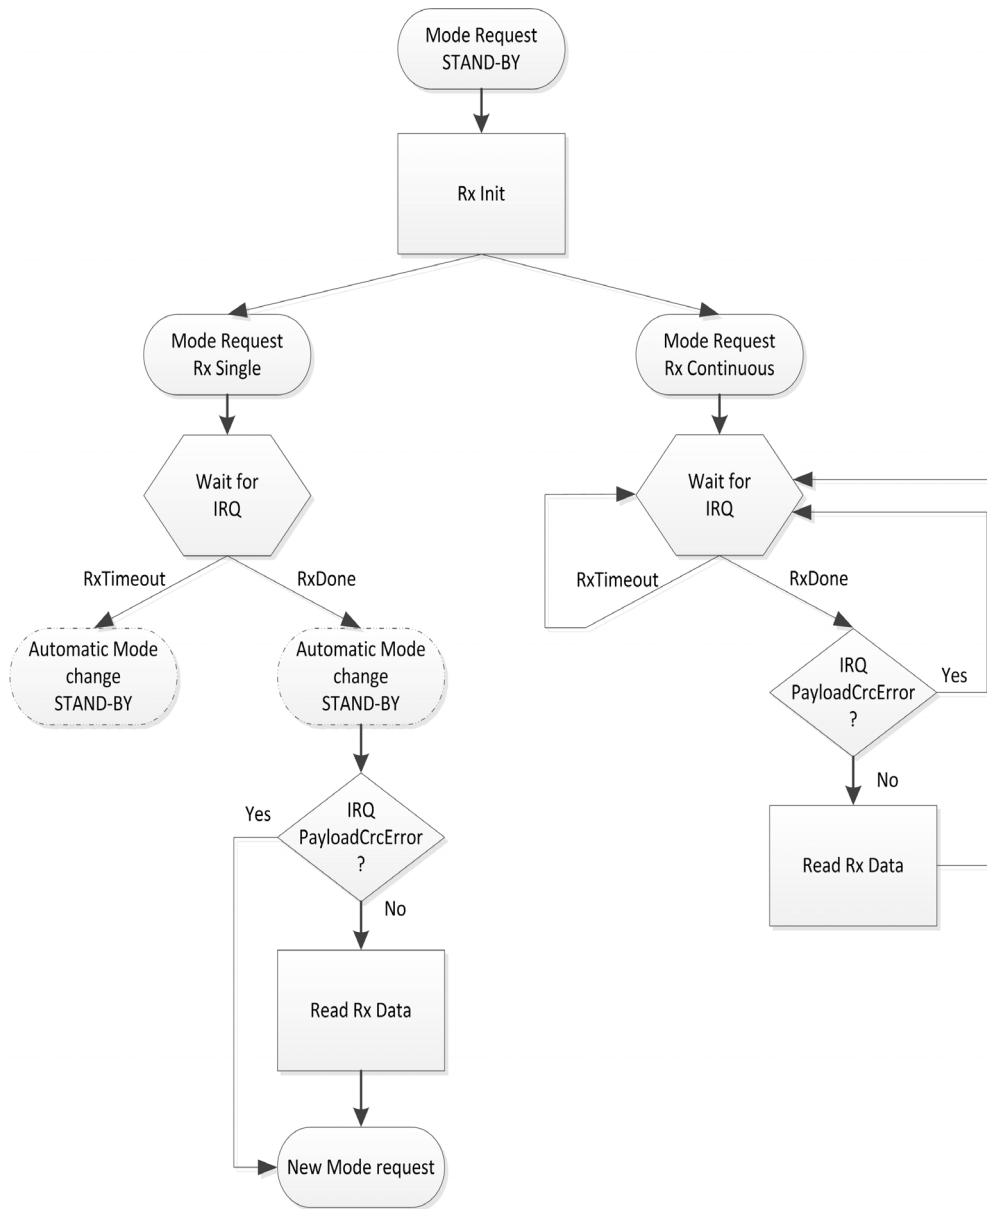 Mode Request
STAND-BY
Rx Init
Mode Request
Rx Single
Mode Request
Rx Continuous
Wait for
IRQ
Wait for
IRQ
RxTimeout
RxDone
RxTimeout
RxDone
Automatic Mode
change
STAND-BY
Automatic Mode
change
STAND-BY
IRQ
PayloadCrcError
?
Yes
No
Read Rx Data
Yes
IRQ
PayloadCrcError
?
No
Read Rx Data
New Mode request